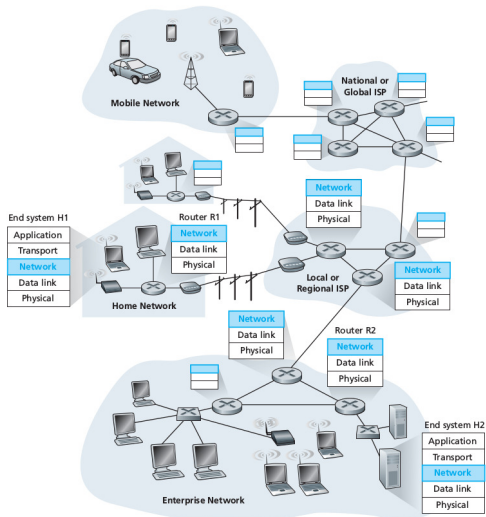 National or
Global ISP
Mobile Network
Network
Data link
Physical
End system H1
Application
Transport
Network
Data link
Physical
Router R1
Network
Data link
Physical
Home Network
Local or
Regional ISP
Network
Data link
Physical
Network
Data link
Physical
Router R2
Network
Data link
Physical
End system H2
Application
Transport
Network
Data link
Physical
Enterprise Network